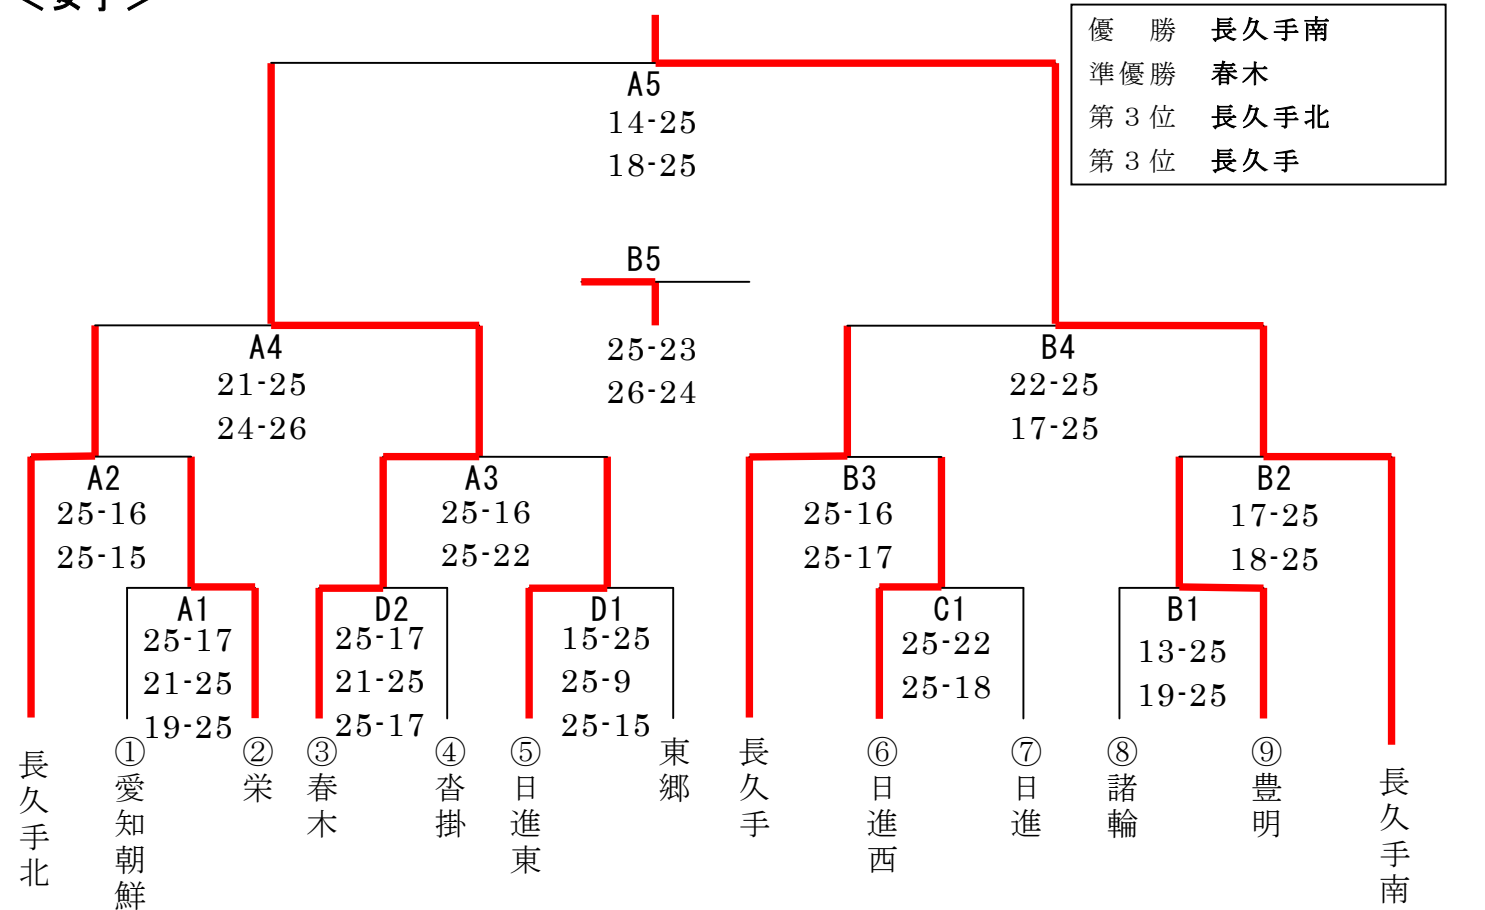 ＜女子＞
優　勝　長久手南
準優勝　春木
第３位　長久手北
第３位　長久手
A5
14-25
18-25
B5
25-23
26-24
A4
21-25
24-26
B4
22-25
17-25
A2
25-16
25-15
A3
25-16
25-22
B3
25-16
25-17
B2
17-25
18-25
A1
25-17
21-25
19-25
D2
25-17
21-25
25-17
D1
15-25
25-9
25-15
C1
25-22
25-18
B1
13-25
19-25
長久手北
①愛知朝鮮
②栄
③春木
④沓掛
⑤日進東
東郷
長久手
⑥日進西
⑦日進
⑧諸輪
⑨豊明
長久手南